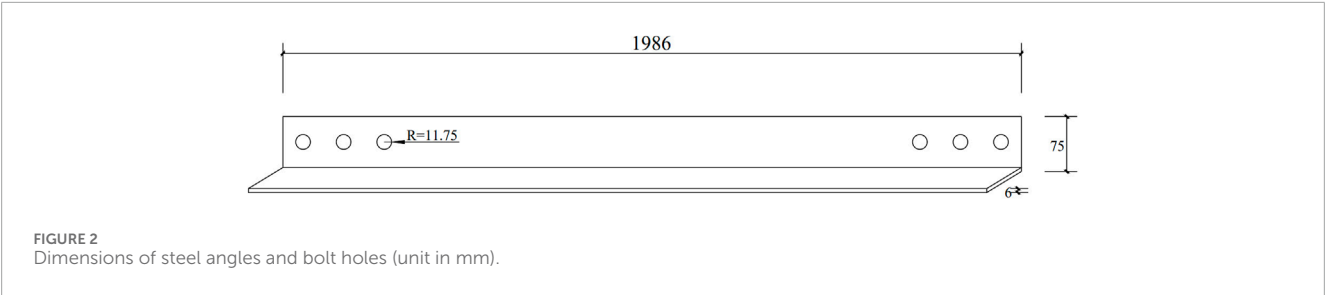 1986
R=11.75
75
6
FIGURE 2
Dimensions of steel angles and bolt holes (unit in mm).